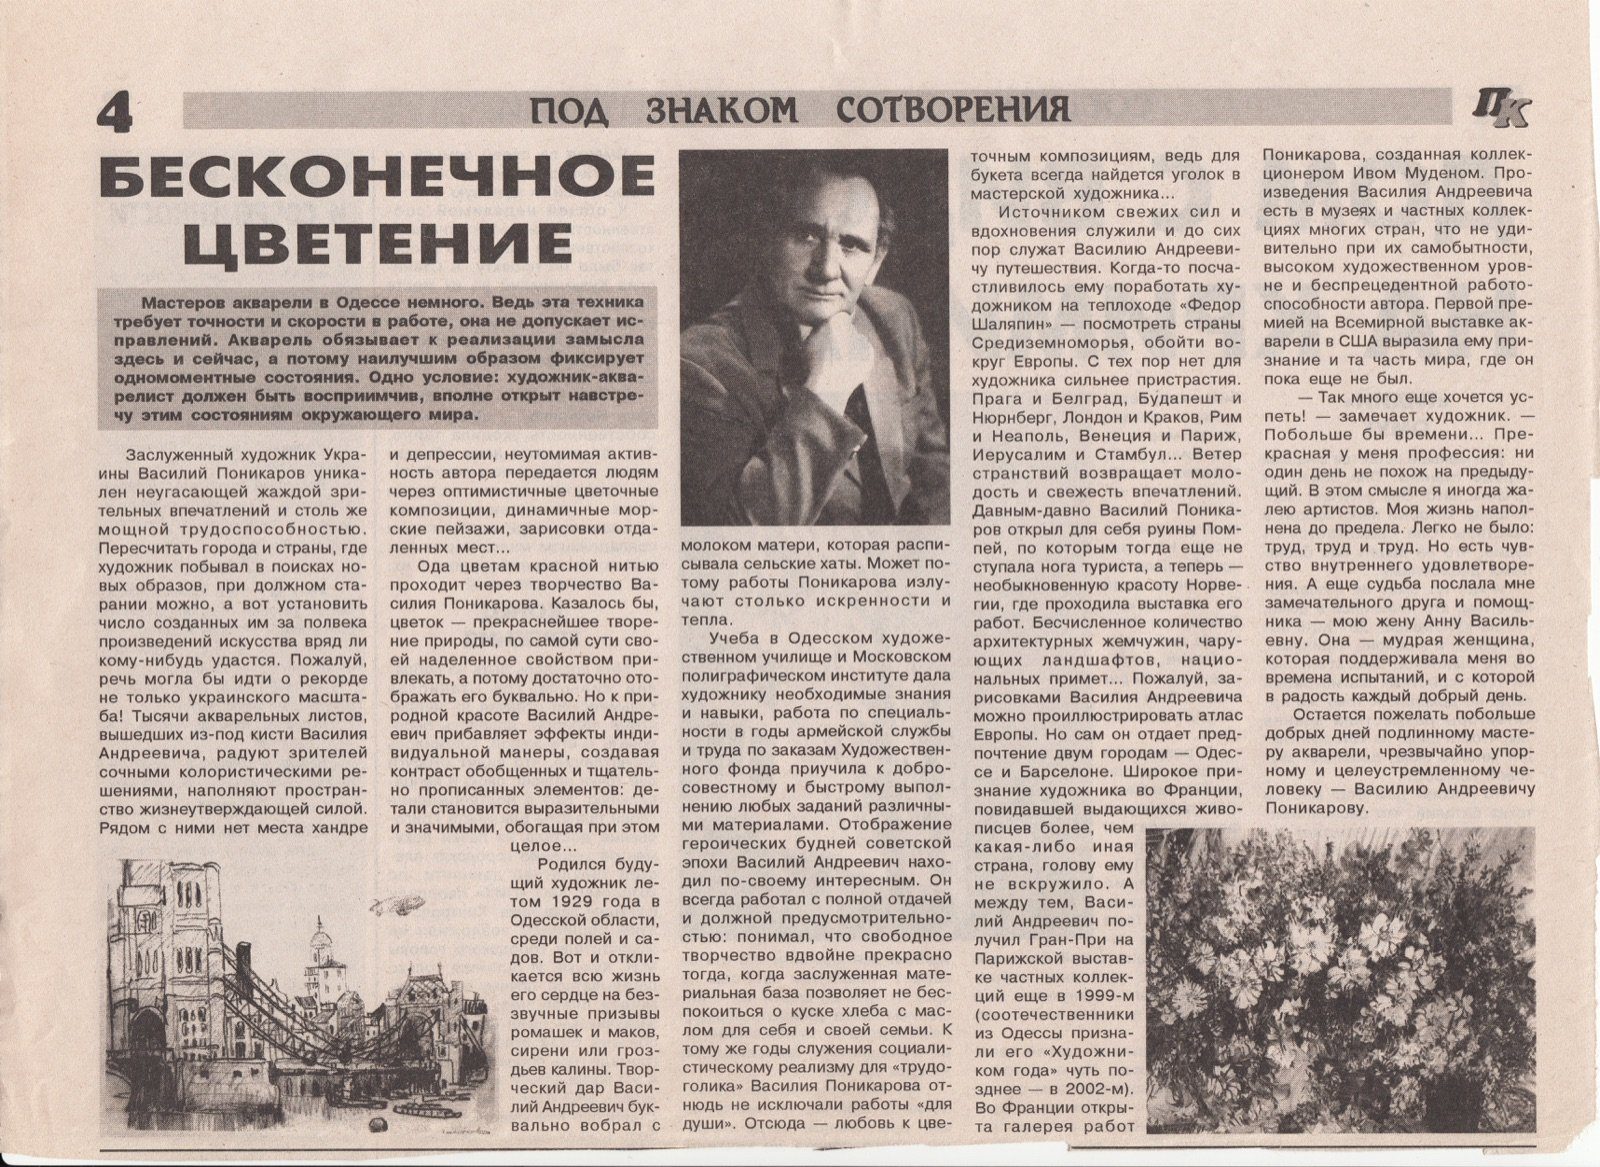 4
ПОД ЗНАКОМ СОТВОРЕНИЯ
ПК
БЕСКОНЕЧНОЕ
ЦВЕТЕНИЕ
Мастеров акварели в Одессе немного. Ведь эта техника
требует точности и скорости в работе, она не допускает ис-
правлений. Акварель обязывает к реализации замысла
здесь и сейчас, а потому наилучшим образом фиксирует
одномоментные состояния. Одно условие: художник-аква-
релист должен быть восприимчив, вполне открыт навстре-
чу этим состояниям окружающего мира.
Заслуженный художник Укра-
ины Василий Поникаров уника-
лен неугасающей жаждой зри-
тельных впечатлений и столь же
мощной трудоспособностью.
Пересчитать города и страны, где
художник побывал в поисках но-
вых образов, при должном ста-
рании можно, а вот установить
число созданных им за полвека
произведений искусства вряд ли
кому-нибудь удастся. Пожалуй,
речь могла бы идти о рекорде
не только украинского масшта-
ба! Тысячи акварельных листов,
вышедших из-под кисти Василия
Андреевича, радуют зрителей
сочными колористическими ре-
шениями, наполняют пространс-
тво жизнеутверждающей силой.
Рядом с ними нет места хандре
и депрессии, неутомимая актив-
ность автора передается людям
через оптимистичные цветочные
композиции, динамичные мор-
ские пейзажи, зарисовки отда-
ленных мест...
Ода цветам красной нитью
проходит через творчество Ва-
силия Поникарова. Казалось бы,
цветок — прекраснейшее творе-
ние природы, по самой сути сво-
ей наделенное свойством при-
влекать, а потому достаточно ото-
бражать его буквально. Но к при-
родной красоте Василий Андре-
евич прибавляет эффекты инди-
видуальной манеры, создавая
контраст обобщенных и тщатель-
но прописанных элементов: де-
тали становится выразительными
и значимыми, обогащая при этом
целое...
Родился буду-
щий художник ле-
том 1929 года в
Одесской области,
среди полей и са-
дов. Вот и откли-
кается всю жизнь
его сердце на без-
звучные призывы
ромашек и маков,
сирени или гроз-
дьев калины. Твор-
ческий дар Васи-
лий Андреевич бук-
вально вобрал с
молоком матери, которая распи-
сывала сельские хаты. Может по-
тому работы Поникарова излу-
чают столько искренности и
тепла.
Учеба в Одесском художе-
ственном училище и Московском
полиграфическом институте дала
художнику необходимые знания
и навыки, работа по специаль-
ности в годы армейской службы
и труда по заказам Художествен-
ного фонда приучила к добро-
совестному и быстрому выпол-
нению любых заданий различны-
ми материалами. Отображение
героических будней советской
эпохи Василий Андреевич нахо-
дил по-своему интересным. Он
всегда работал с полной отдачей
и должной предусмотрительно-
стью: понимал, что свободное
творчество вдвойне прекрасно
тогда, когда заслуженная мате-
риальная база позволяет не бес-
покоиться о куске хлеба с мас-
лом для себя и своей семьи. К
тому же годы служения социали-
стическому реализму для «трудо-
голика» Василия Поникарова от-
нюдь не исключали работы «для
души». Отсюда — любовь к цве-
точным композициям, ведь для
букета всегда найдется уголок в
мастерской художника...
Источником свежих сил и
вдохновения служили и до сих
пор служат Василию Андрееви-
чу путешествия. Когда-то посча-
стливилось ему поработать ху-
дожником на теплоходе «Федор
Шаляпин» — посмотреть страны
Средиземноморья, обойти во-
круг Европы. С тех пор нет для
художника сильнее пристрастия.
Прага и Белград, Будапешт и
Нюрнберг, Лондон и Краков, Рим
и Неаполь, Венеция и Париж,
Иерусалим и Стамбул... Ветер
странствий возвращает моло-
дость и свежесть впечатлений.
Давным-давно Василий Поника-
ров открыл для себя руины Пом-
пей, по которым тогда еще не
ступала нога туриста, а теперь —
необыкновенную красоту Норве-
гии, где проходила выставка его
работ. Бесчисленное количество
архитектурных жемчужин, чару-
ющих ландшафтов, нацио-
нальных примет... Пожалуй, за-
рисовками Василия Андреевича
можно проиллюстрировать атлас
Европы. Но сам он отдает пред-
почтение двум городам — Одес-
се и Барселоне. Широкое при-
знание художника во Франции,
повидавшей выдающихся живо-
писцев более, чем
какая-либо иная
страна, голову ему
не вскружило. А
между тем, Васи-
лий Андреевич по-
лучил Гран-При на
Парижской выстав-
ке частных коллек-
ций еще в 1999-м
(соотечественники
из Одессы призна-
ли его «Художни-
ком года» чуть по-
зднее — в 2002-м).
Во Франции откры-
та галерея работ
Поникарова, созданная коллек-
ционером Ивом Муденом. Про-
изведения Василия Андреевича
есть в музеях и частных коллек-
циях многих стран, что не уди-
вительно при их самобытности,
высоком художественном уров-
не и беспрецедентной работо-
способности автора. Первой пре-
мией на Всемирной выставке ак-
варели в США выразила ему при-
знание и та часть мира, где он
пока еще не был.
— Так много еще хочется ус-
петь! — замечает художник. —
Побольше бы времени... Пре-
красная у меня профессия: ни
один день не похож на предыду-
щий. В этом смысле я иногда жа-
лею артистов. Моя жизнь напол-
нена до предела. Легко не было:
труд, труд и труд. Но есть чув-
ство внутреннего удовлетворе-
ния. А еще судьба послала мне
замечательного друга и помощ-
ника — мою жену Анну Василь-
евну. Она — мудрая женщина,
которая поддерживала меня во
времена испытаний, и с которой
в радость каждый добрый день.
Остается пожелать побольше
добрых дней подлинному масте-
ру акварели, чрезвычайно упор-
ному и целеустремленному че-
ловеку — Василию Андреевичу
Поникарову.